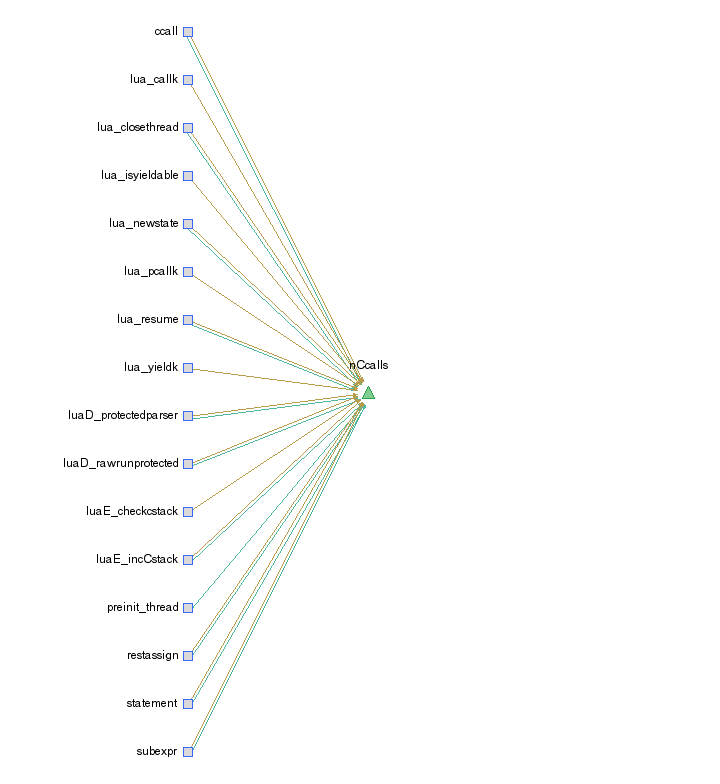 ccall
lua_callk
lua_closethread
lua_isyieldable
lua_newstate
lua_pcallk
lua_resume
nCcalls
lua_yieldk
luaD_protectedparser
luaD_rawrunprotected
luaE_checkcstack
luaE_incCstack
preinit_thread
restassign
statement
subexpr